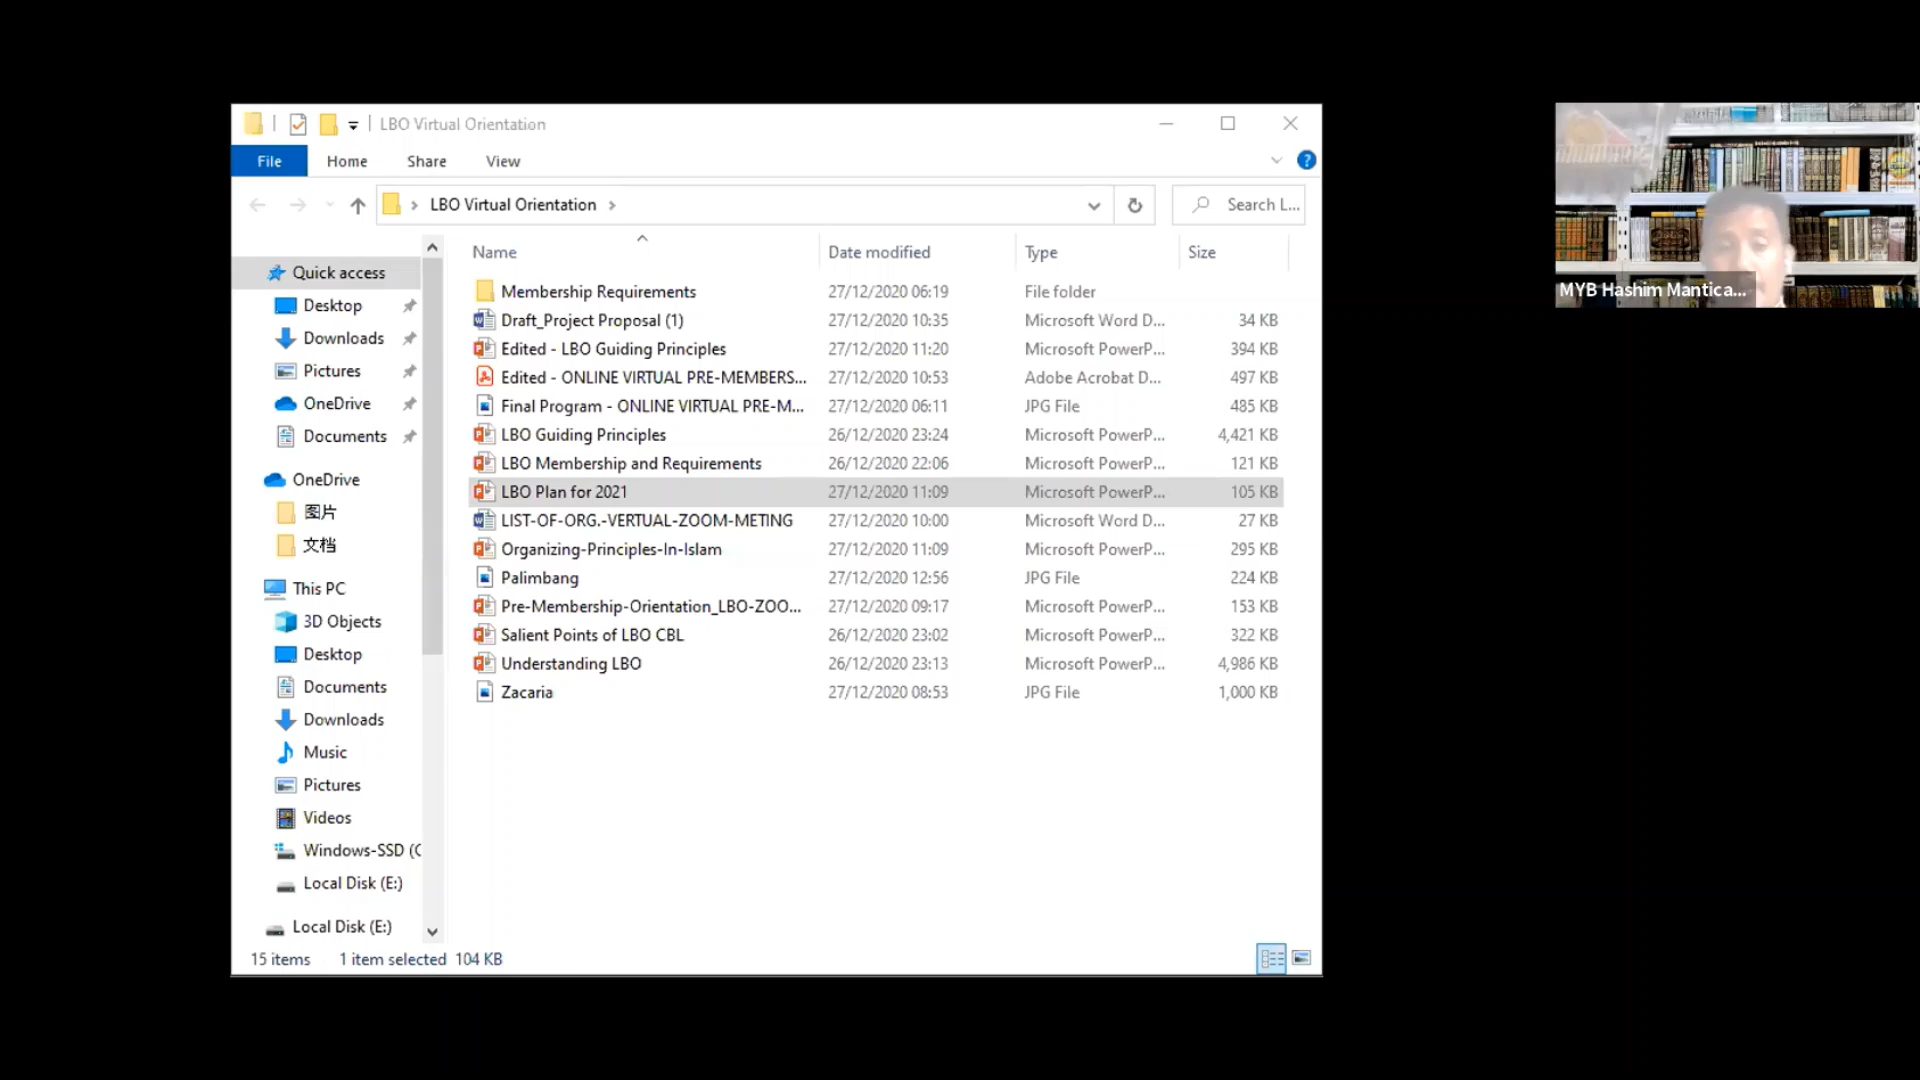 LBO Virtual Orientation
File Home Share View
LBO Virtual Orientation
Search L...
Name Date modified Type Size
Quick access
Desktop
Downloads
Pictures
OneDrive
Documents
OneDrive
图片
文档
This PC
3D Objects
Desktop
Documents
Downloads
Music
Pictures
Videos
Windows-SSD (C
Local Disk (E:)
Local Disk (E:)
Membership Requirements 27/12/2020 06:19 File folder
Draft_Project Proposal (1) 27/12/2020 10:35 Microsoft Word D... 34 KB
Edited - LBO Guiding Principles 27/12/2020 11:20 Microsoft PowerP... 394 KB
Edited - ONLINE VIRTUAL PRE-MEMBERS... 27/12/2020 10:53 Adobe Acrobat D... 497 KB
Final Program - ONLINE VIRTUAL PRE-M... 27/12/2020 06:11 JPG File 485 KB
LBO Guiding Principles 26/12/2020 23:24 Microsoft PowerP... 4,421 KB
LBO Membership and Requirements 26/12/2020 22:06 Microsoft PowerP... 121 KB
LBO Plan for 2021 27/12/2020 11:09 Microsoft PowerP... 105 KB
LIST-OF-ORG.-VERTUAL-ZOOM-METING 27/12/2020 10:00 Microsoft Word D... 27 KB
Organizing-Principles-In-Islam 27/12/2020 11:09 Microsoft PowerP... 295 KB
Palimbang 27/12/2020 12:56 JPG File 224 KB
Pre-Membership-Orientation_LBO-ZOO... 27/12/2020 09:17 Microsoft PowerP... 153 KB
Salient Points of LBO CBL 26/12/2020 23:02 Microsoft PowerP... 322 KB
Understanding LBO 26/12/2020 23:13 Microsoft PowerP... 4,986 KB
Zacaria 27/12/2020 08:53 JPG File 1,000 KB
15 items 1 item selected 104 KB
MYB Hashim Mantica...